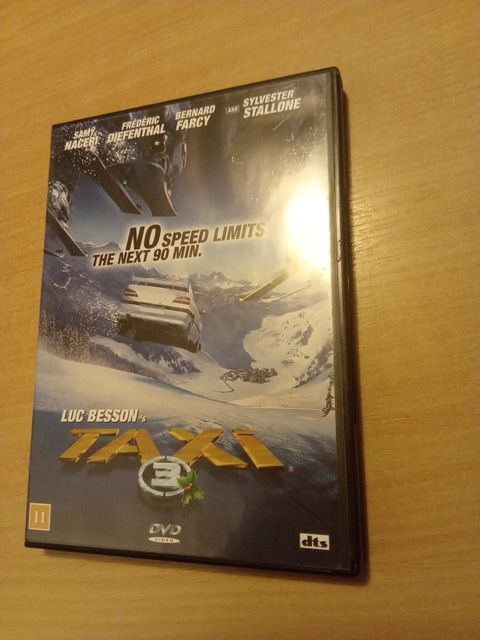 SAMY NACERI
FRÉDÉRIC DIEFENTHAL
BERNARD FARCY
AND SYLVESTER STALLONE
NO SPEED LIMITS
THE NEXT 90 MIN.
LUC BESSON's
TAXi
3
®
11
DVD
VIDEO
dts